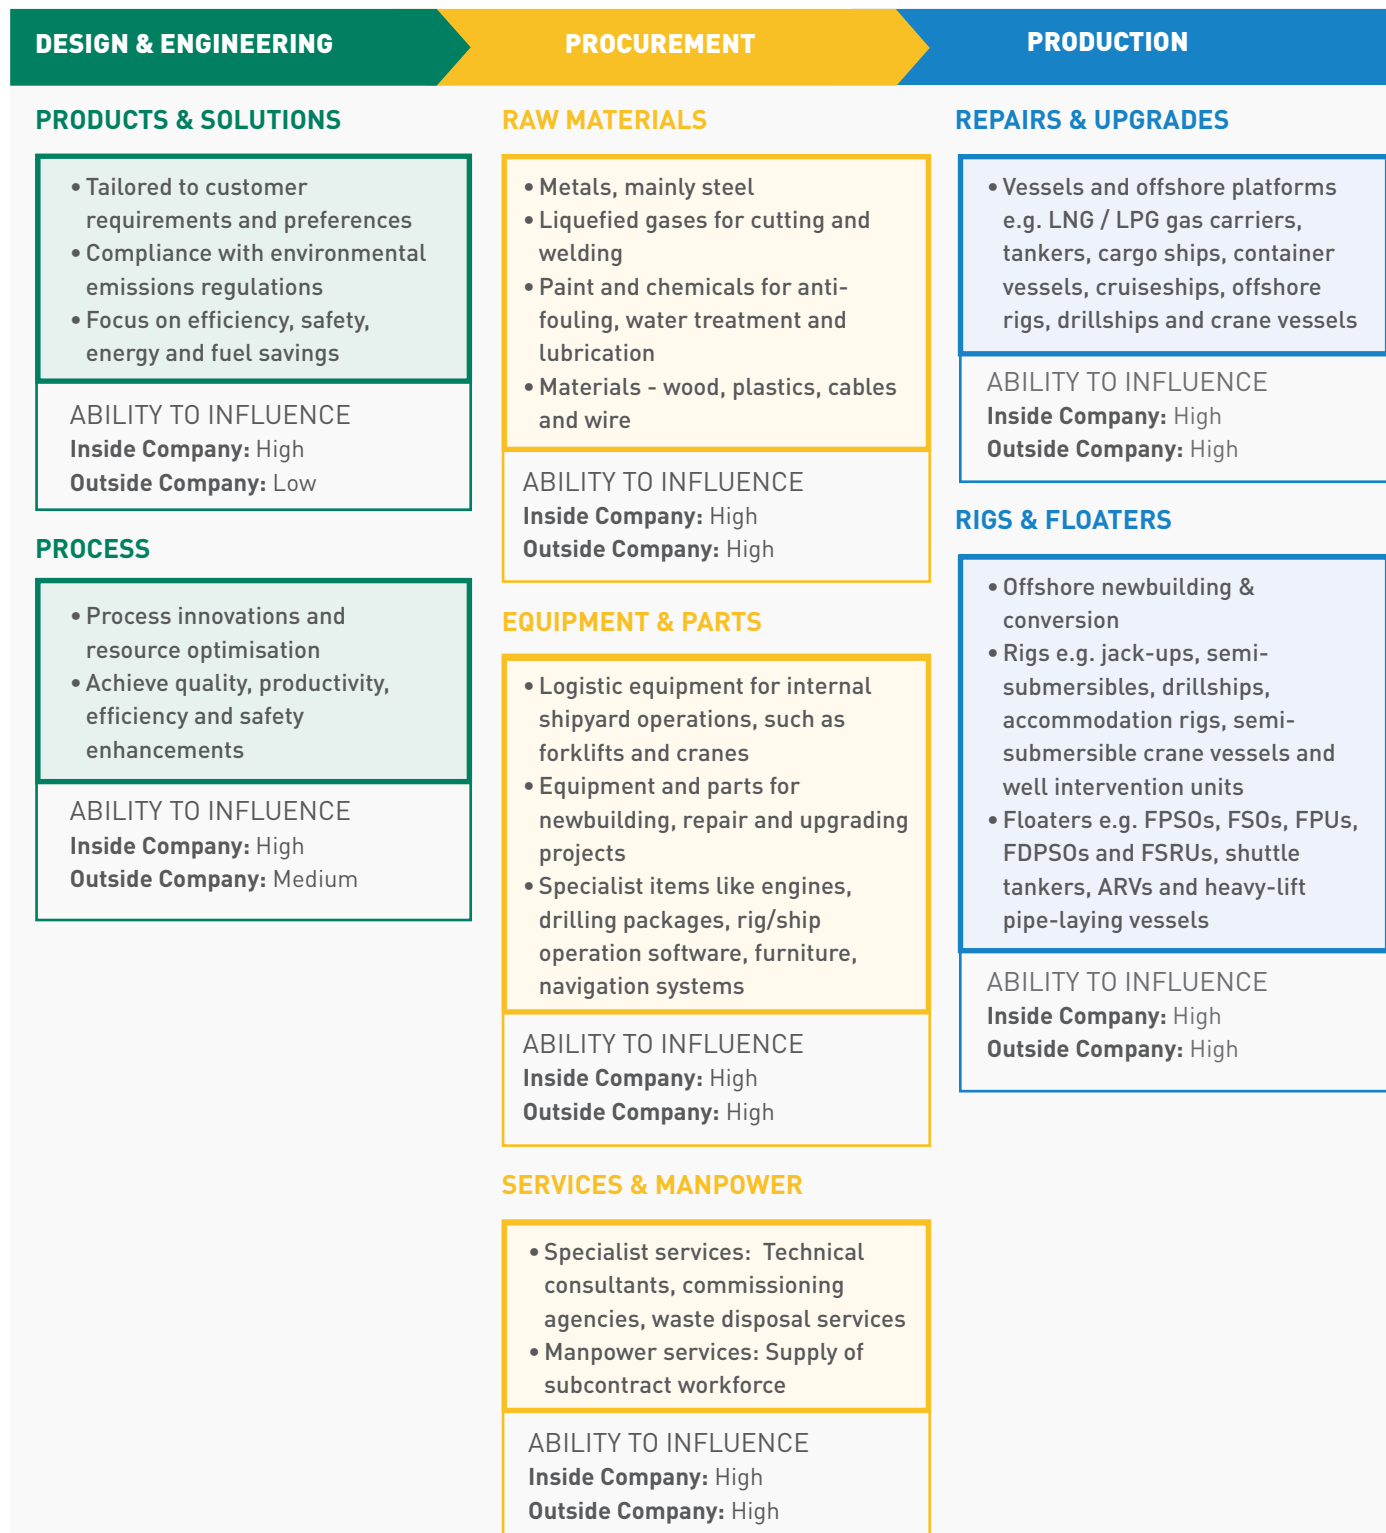 DESIGN & ENGINEERING
PROCUREMENT
PRODUCTION
PRODUCTS & SOLUTIONS
• Tailored to customer
requirements and preferences
• Compliance with environmental
emissions regulations
• Focus on efficiency, safety,
energy and fuel savings
ABILITY TO INFLUENCE
Inside Company: High
Outside Company: Low
PROCESS
• Process innovations and
resource optimisation
• Achieve quality, productivity,
efficiency and safety
enhancements
ABILITY TO INFLUENCE
Inside Company: High
Outside Company: Medium
RAW MATERIALS
• Metals, mainly steel
• Liquefied gases for cutting and
welding
• Paint and chemicals for anti-
fouling, water treatment and
lubrication
• Materials - wood, plastics, cables
and wire
ABILITY TO INFLUENCE
Inside Company: High
Outside Company: High
EQUIPMENT & PARTS
• Logistic equipment for internal
shipyard operations, such as
forklifts and cranes
• Equipment and parts for
newbuilding, repair and upgrading
projects
• Specialist items like engines,
drilling packages, rig/ship
operation software, furniture,
navigation systems
ABILITY TO INFLUENCE
Inside Company: High
Outside Company: High
SERVICES & MANPOWER
• Specialist services: Technical
consultants, commissioning
agencies, waste disposal services
• Manpower services: Supply of
subcontract workforce
ABILITY TO INFLUENCE
Inside Company: High
Outside Company: High
REPAIRS & UPGRADES
• Vessels and offshore platforms
e.g. LNG / LPG gas carriers,
tankers, cargo ships, container
vessels, cruiseships, offshore
rigs, drillships and crane vessels
ABILITY TO INFLUENCE
Inside Company: High
Outside Company: High
RIGS & FLOATERS
• Offshore newbuilding &
conversion
• Rigs e.g. jack-ups, semi-
submersibles, drillships,
accommodation rigs, semi-
submersible crane vessels and
well intervention units
• Floaters e.g. FPSOs, FSOs, FPUs,
FDPSOs and FSRUs, shuttle
tankers, ARVs and heavy-lift
pipe-laying vessels
ABILITY TO INFLUENCE
Inside Company: High
Outside Company: High